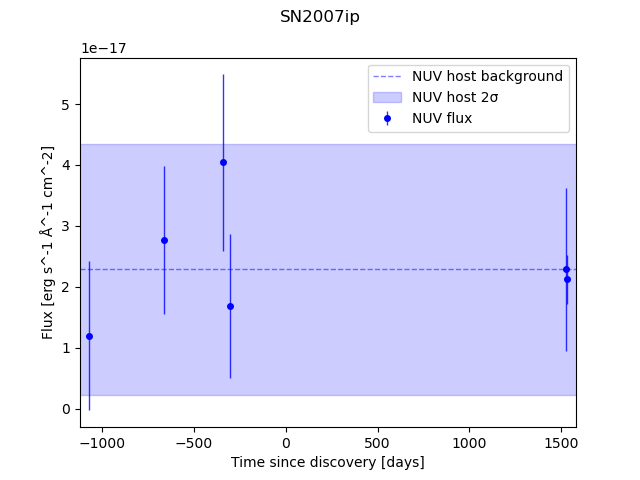 SN2007ip
1e−17
NUV host background
NUV host 2σ
NUV flux
5
4
3
2
1
0
Flux [erg s^-1 Å^-1 cm^-2]
−1000 −500 0 500 1000 1500
Time since discovery [days]